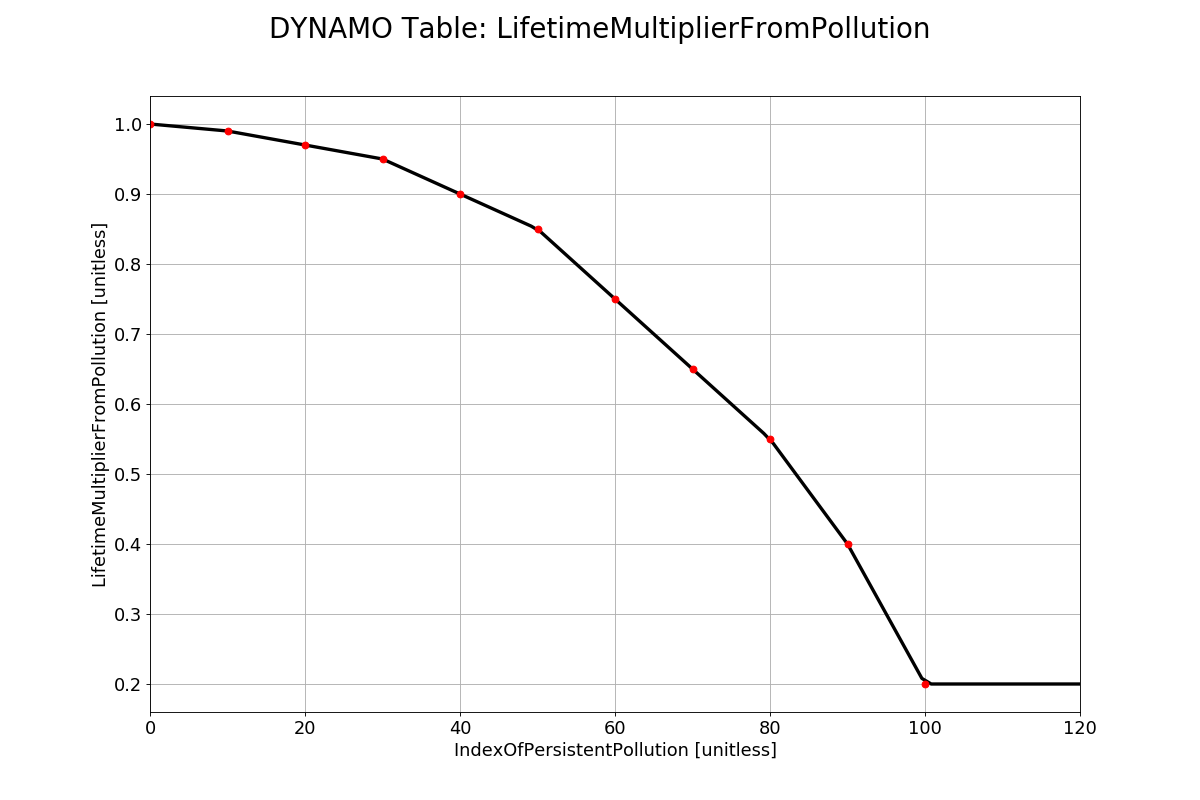 DYNAMO Table: LifetimeMultiplierFromPollution
LifetimeMultiplierFromPollution [unitless]
1.0
0.9
0.8
0.7
0.6
0.5
0.4
0.3
0.2
0 20 40 60 80 100 120
IndexOfPersistentPollution [unitless]